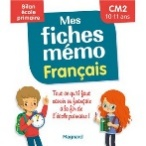 Bilan
école
primaire
CM2
10-11 ans
Mes
fiches
mémo
Français
Tout ce qu'il faut
savoir en français
à la fin de
l'école primaire !
Magnard